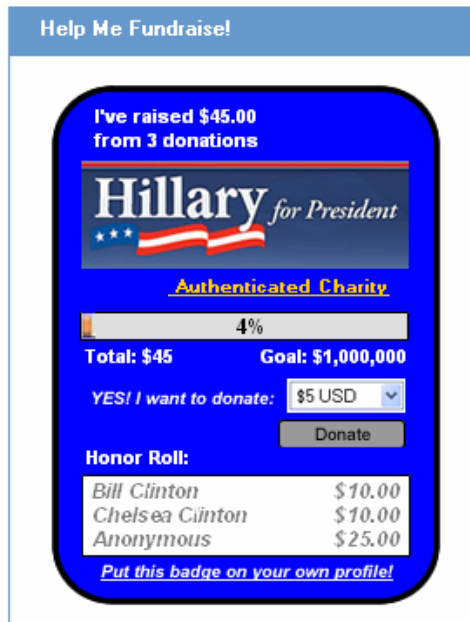 Help Me Fundraise!
I've raised $45.00
from 3 donations
Hillary for President
Authenticated Charity
4%
Total: $45 Goal: $1,000,000
YES! I want to donate: $5 USD
Donate
Honor Roll:
Bill Clinton $10.00
Chelsea Clinton $10.00
Anonymous $25.00
Put this badge on your own profile!